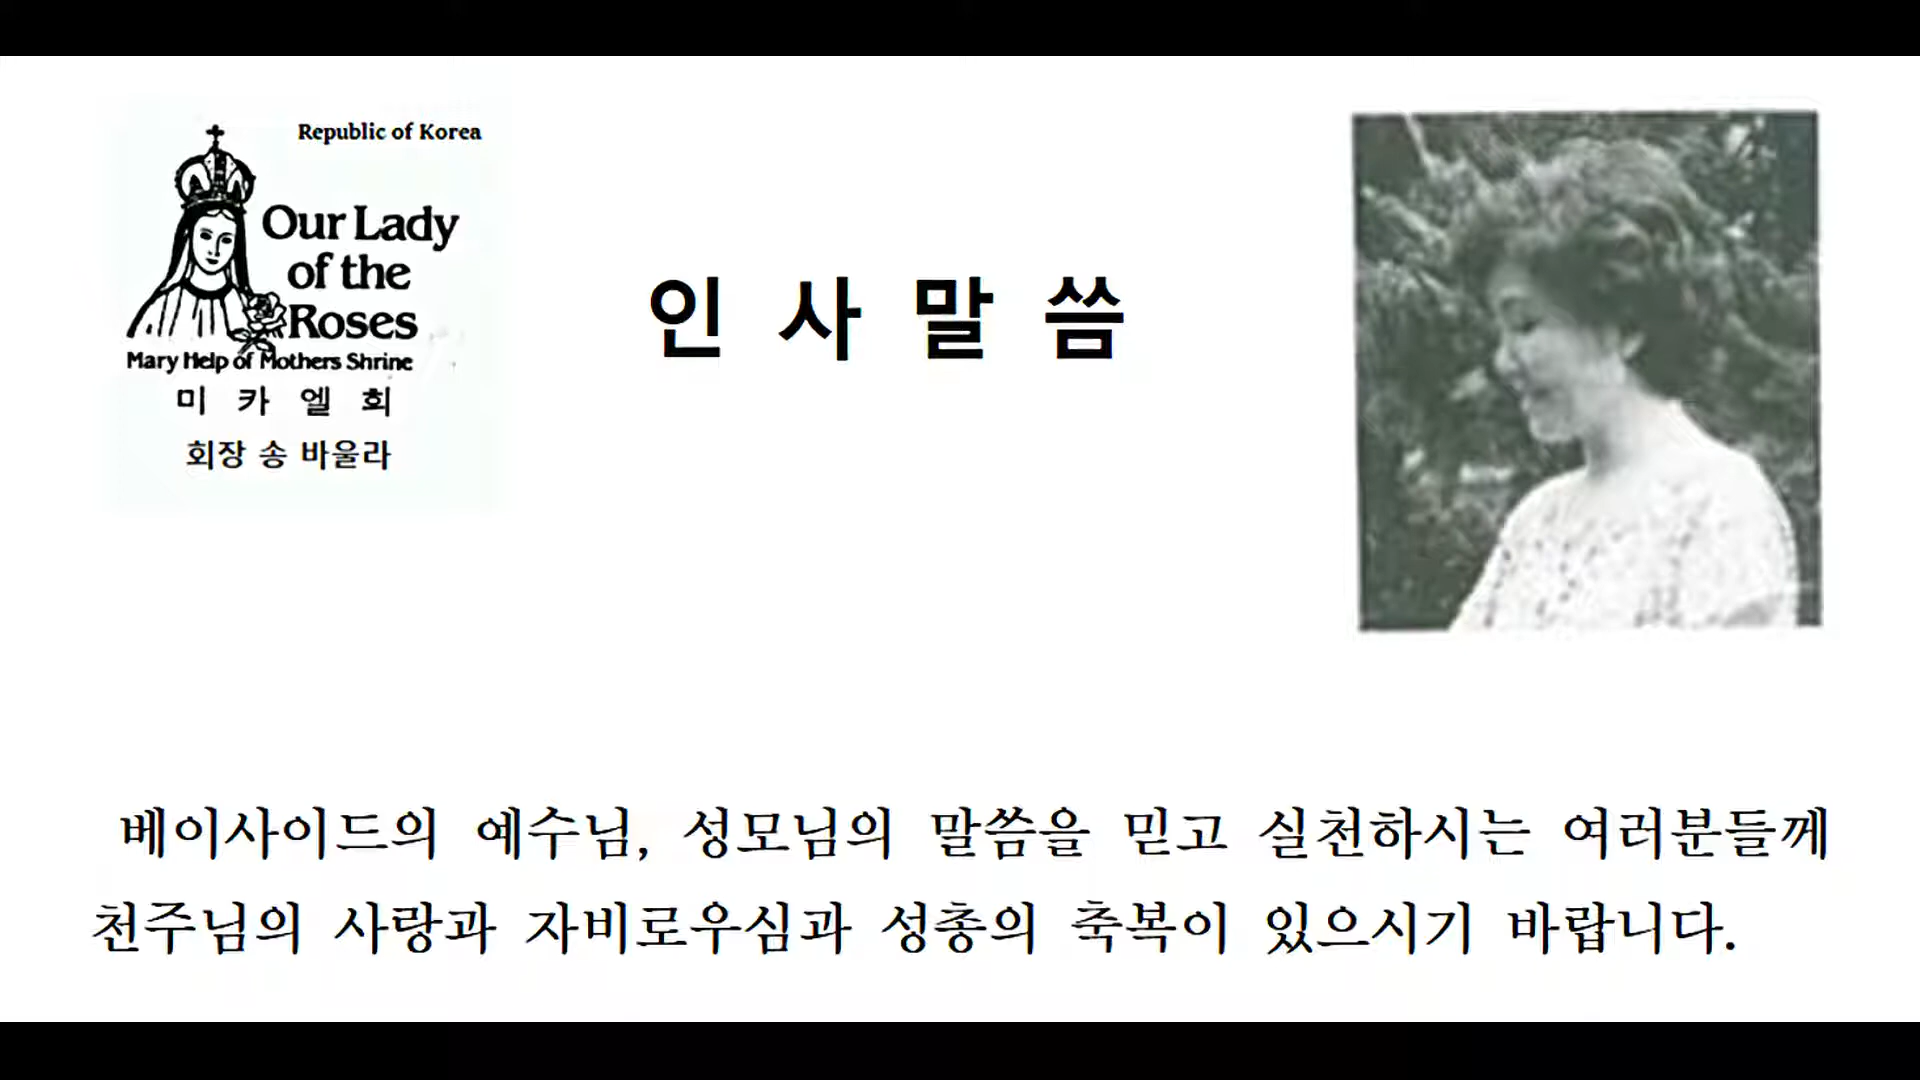 Republic of Korea
Our Lady
of the
Roses
Mary Help of Mothers Shrine
미 카 엘 회
회장 송 바울라
인 사 말 씀
베이사이드의 예수님, 성모님의 말씀을 믿고 실천하시는 여러분들께
천주님의 사랑과 자비로우심과 성총의 축복이 있으시기 바랍니다.